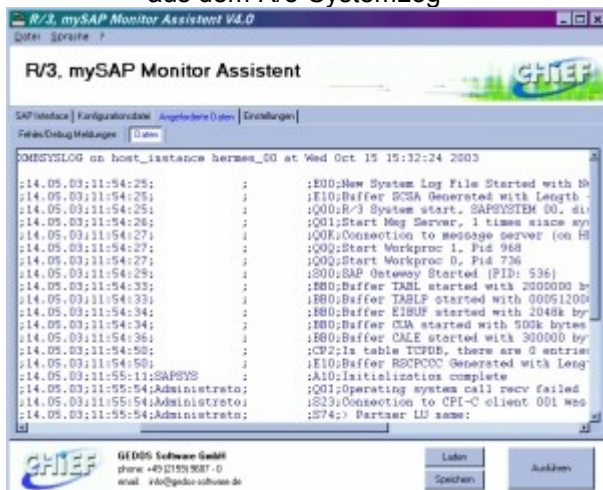 aus dem R/3-Systemlog
R/3, mySAP Monitor Assistent V4.0
Datei Sprache ?
R/3, mySAP Monitor Assistent
CHIEF
SAP Interface Konfigurationsdatei Angeforderte Daten Einstellungen
Fehler/Debug Meldungen Daten
XMBSYSLOG on host_instance hermes_00 at Wed Oct 15 15:32:24 2003
;14.05.03;11:54:25; ; ;E00;New System Log File Started with
;14.05.03;11:54:25; ; ;E10;Buffer SCSA Generated with Length
;14.05.03;11:54:25; ; ;Q00;R/3 System start, SAPSYSTEM 00,
;14.05.03;11:54:26; ; ;Q01;Start Msg Server, 1 times since
;14.05.03;11:54:27; ; ;Q0K;Connection to message server (on
;14.05.03;11:54:27; ; ;Q0Q;Start Workproc 1, Pid 968
;14.05.03;11:54:27; ; ;Q0Q;Start Workproc 0, Pid 736
;14.05.03;11:54:29; ; ;S00;SAP Gateway Started (PID: 536)
;14.05.03;11:54:33; ; ;BB0;Buffer TABL started with 2000000
;14.05.03;11:54:33; ; ;BB0;Buffer TABLP started with
;14.05.03;11:54:34; ; ;BB0;Buffer EIBUF started with 2048k
;14.05.03;11:54:34; ; ;BB0;Buffer CUA started with 500k bytes
;14.05.03;11:54:36; ; ;BB0;Buffer CALE started with 300000
;14.05.03;11:54:50; ; ;CP2;In table TCPDB, there are 0
;14.05.03;11:54:50; ; ;E10;Buffer RSCPCCC Generated with
;14.05.03;11:55:11;SAPSYS ; ;A10;Initialization complete
;14.05.03;11:55:54;Administrato; ;Q0I;Operating system call recv failed
;14.05.03;11:55:54;Administrato; ;S23;Connection to CPI-C client 001 was
;14.05.03;11:55:54;Administrato; ;S74;> Partner LU name:
CHIEF
GEDOS Software GmbH
phone: +49 (2159) 9687 - 0
email: info@gedos-software.de
Laden
Speichern
Ausführen